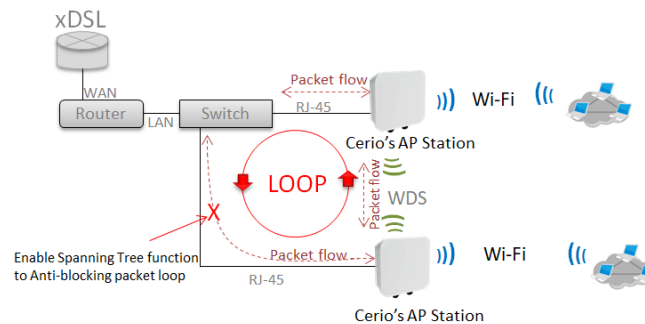 xDSL
WAN
Router
LAN
Switch
Packet flow
RJ-45
Wi-Fi
Cerio's AP Station
LOOP
Packet flow
WDS
X
Enable Spanning Tree function
to Anti-blocking packet loop
Packet flow
RJ-45
Wi-Fi
Cerio's AP Station